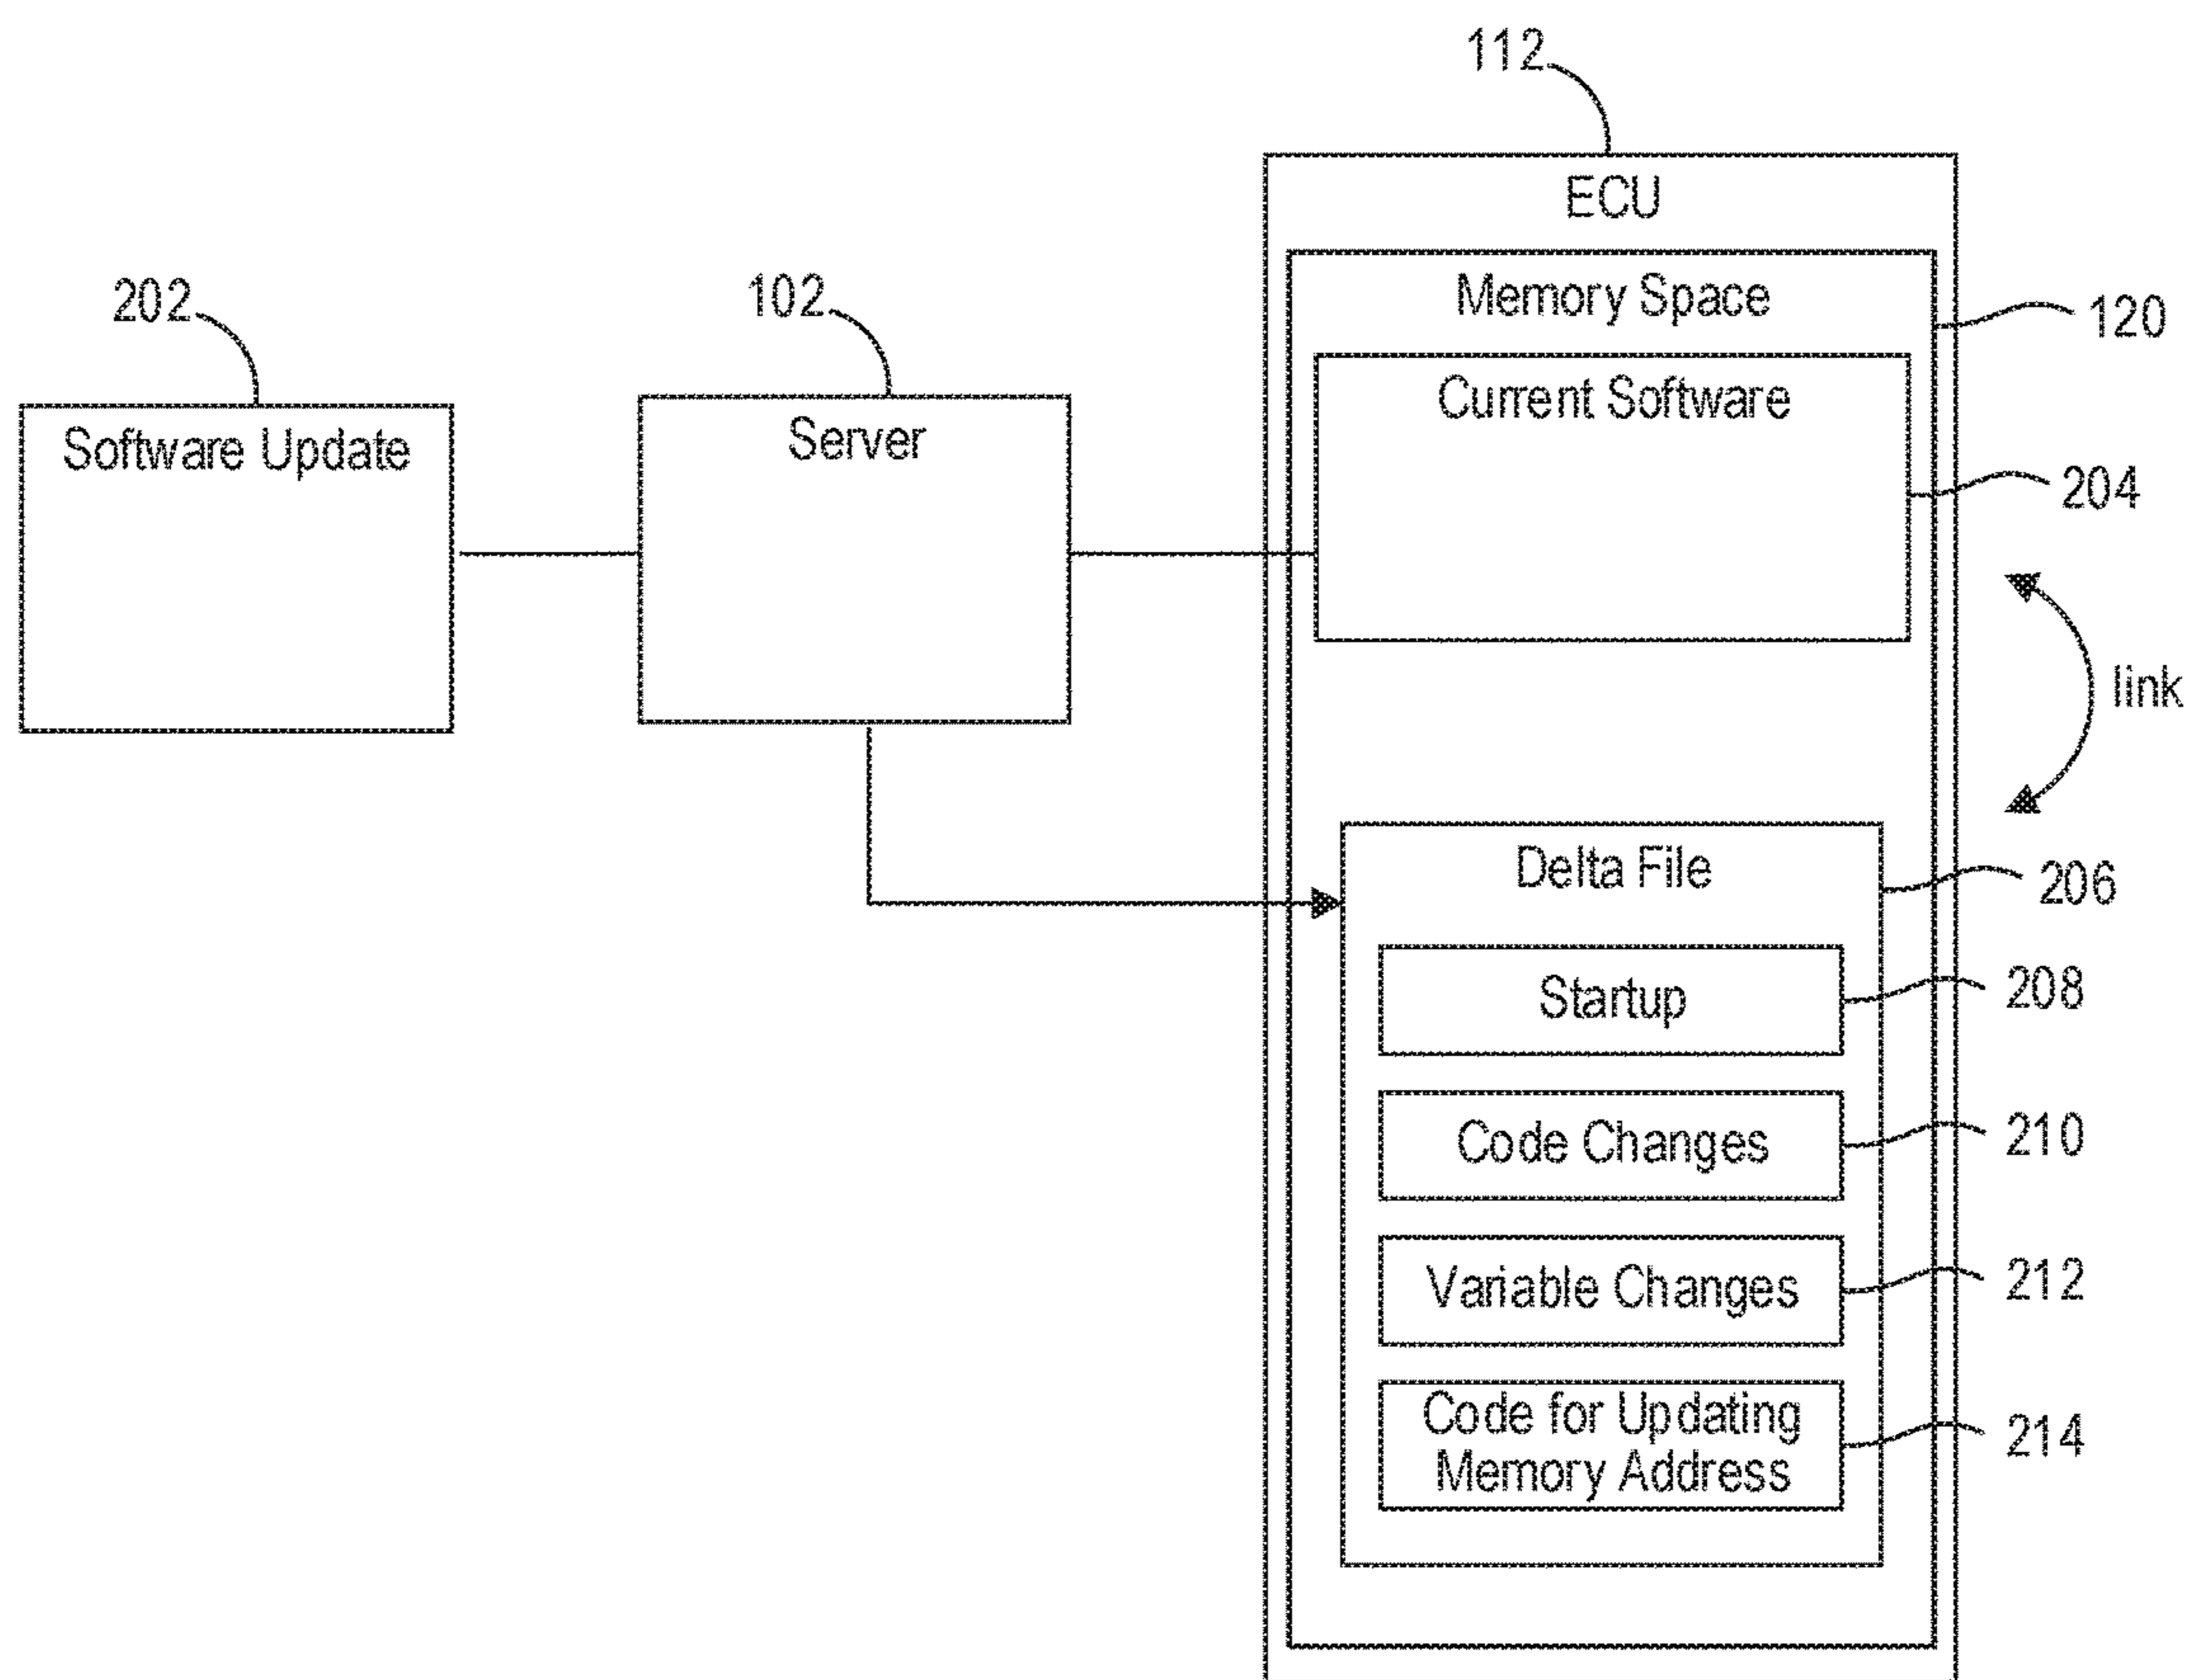 112
ECU
202
102
Memory Space
120
Software Update
Server
Current Software
204
link
Delta File
206
Startup
208
Code Changes
210
Variable Changes
212
Code for Updating
Memory Address
214